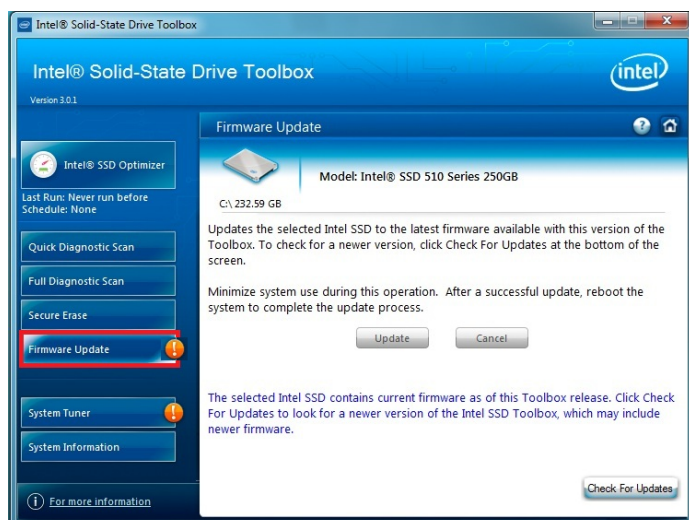 Intel® Solid-State Drive Toolbox
Intel® Solid-State Drive Toolbox
Version 3.0.1
intel
Firmware Update
Intel® SSD Optimizer
Last Run: Never run before
Schedule: None
Quick Diagnostic Scan
Full Diagnostic Scan
Secure Erase
Firmware Update
System Tuner
System Information
For more information
Model: Intel® SSD 510 Series 250GB
C:\ 232.59 GB
Updates the selected Intel SSD to the latest firmware available with this version of the
Toolbox. To check for a newer version, click Check For Updates at the bottom of the
screen.
Minimize system use during this operation. After a successful update, reboot the
system to complete the update process.
Update Cancel
The selected Intel SSD contains current firmware as of this Toolbox release. Click Check
For Updates to look for a newer version of the Intel SSD Toolbox, which may include
newer firmware.
Check For Updates